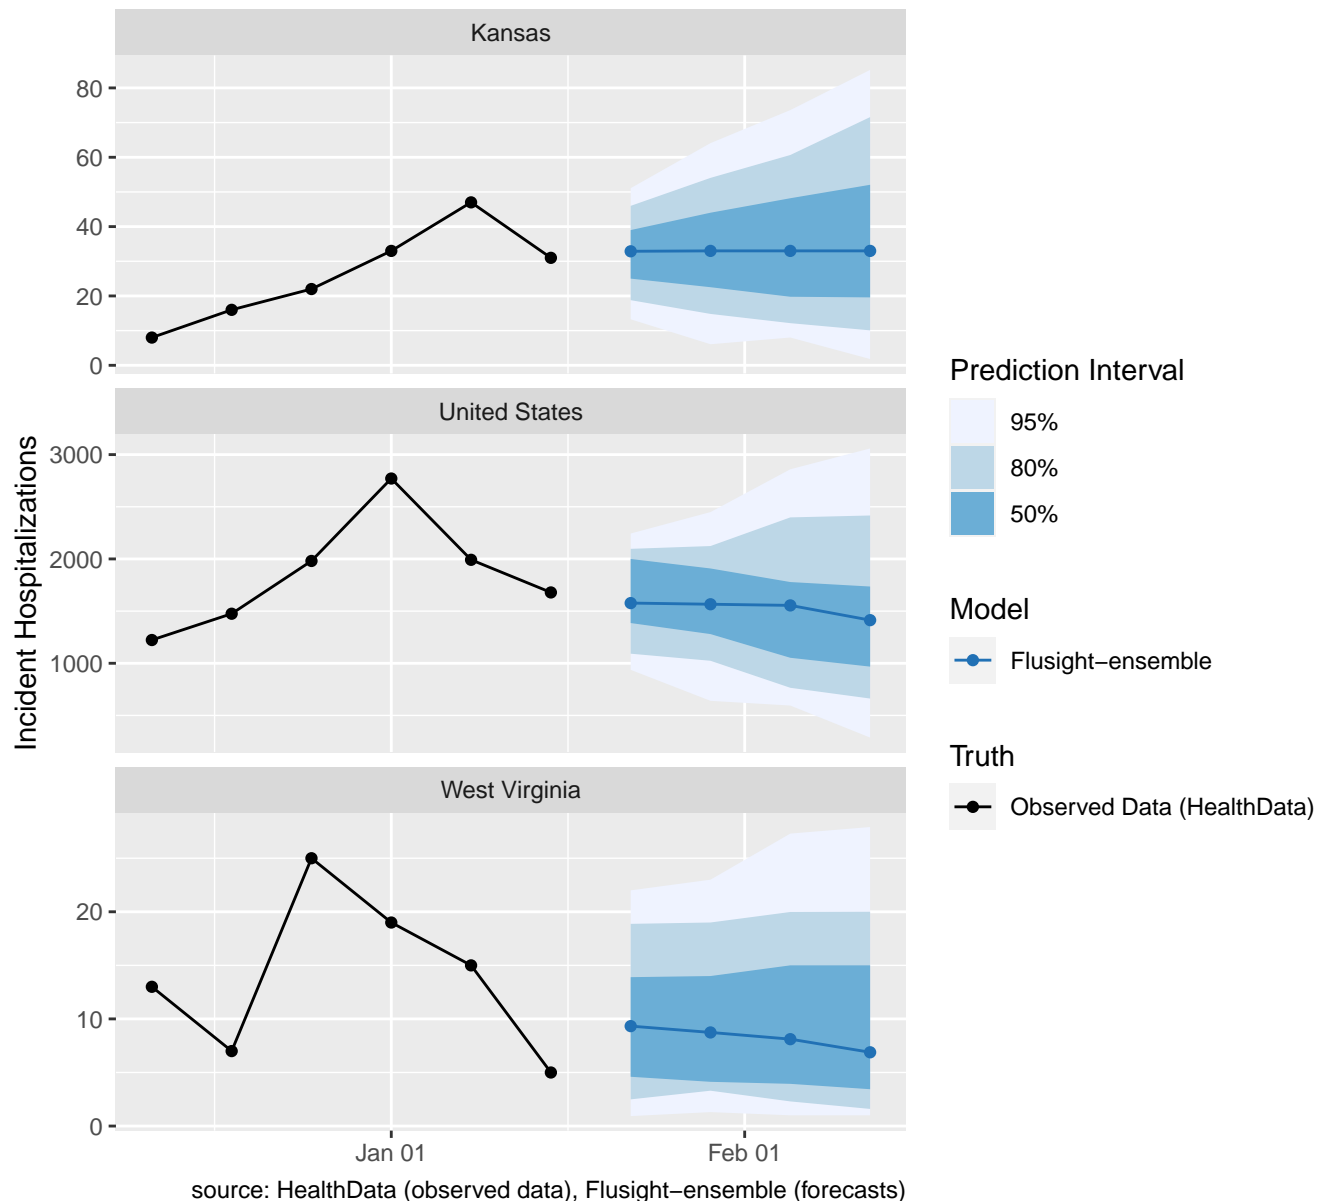 Kansas
80
60
40
20
0
United States
3000
2000
1000
West Virginia
20
10
0
Jan 01
Feb 01
Incident Hospitalizations
source: HealthData (observed data), Flusight−ensemble (forecasts)
Prediction Interval
95%
80%
50%
Model
Flusight−ensemble
Truth
Observed Data (HealthData)